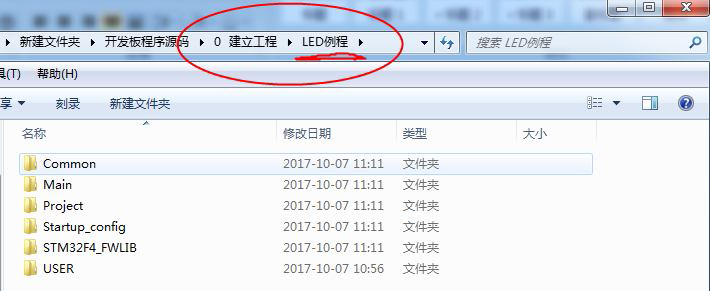 新建文件夹 ▸ 开发板程序源码 ▸ 0 建立工程 ▸ LED例程 ▸ 搜索 LED例程
具(T) 帮助(H)
享 ▾ 刻录 新建文件夹
名称 修改日期 类型 大小
Common 2017-10-07 11:11 文件夹
Main 2017-10-07 11:11 文件夹
Project 2017-10-07 11:11 文件夹
Startup_config 2017-10-07 11:11 文件夹
STM32F4_FWLIB 2017-10-07 11:11 文件夹
USER 2017-10-07 10:56 文件夹